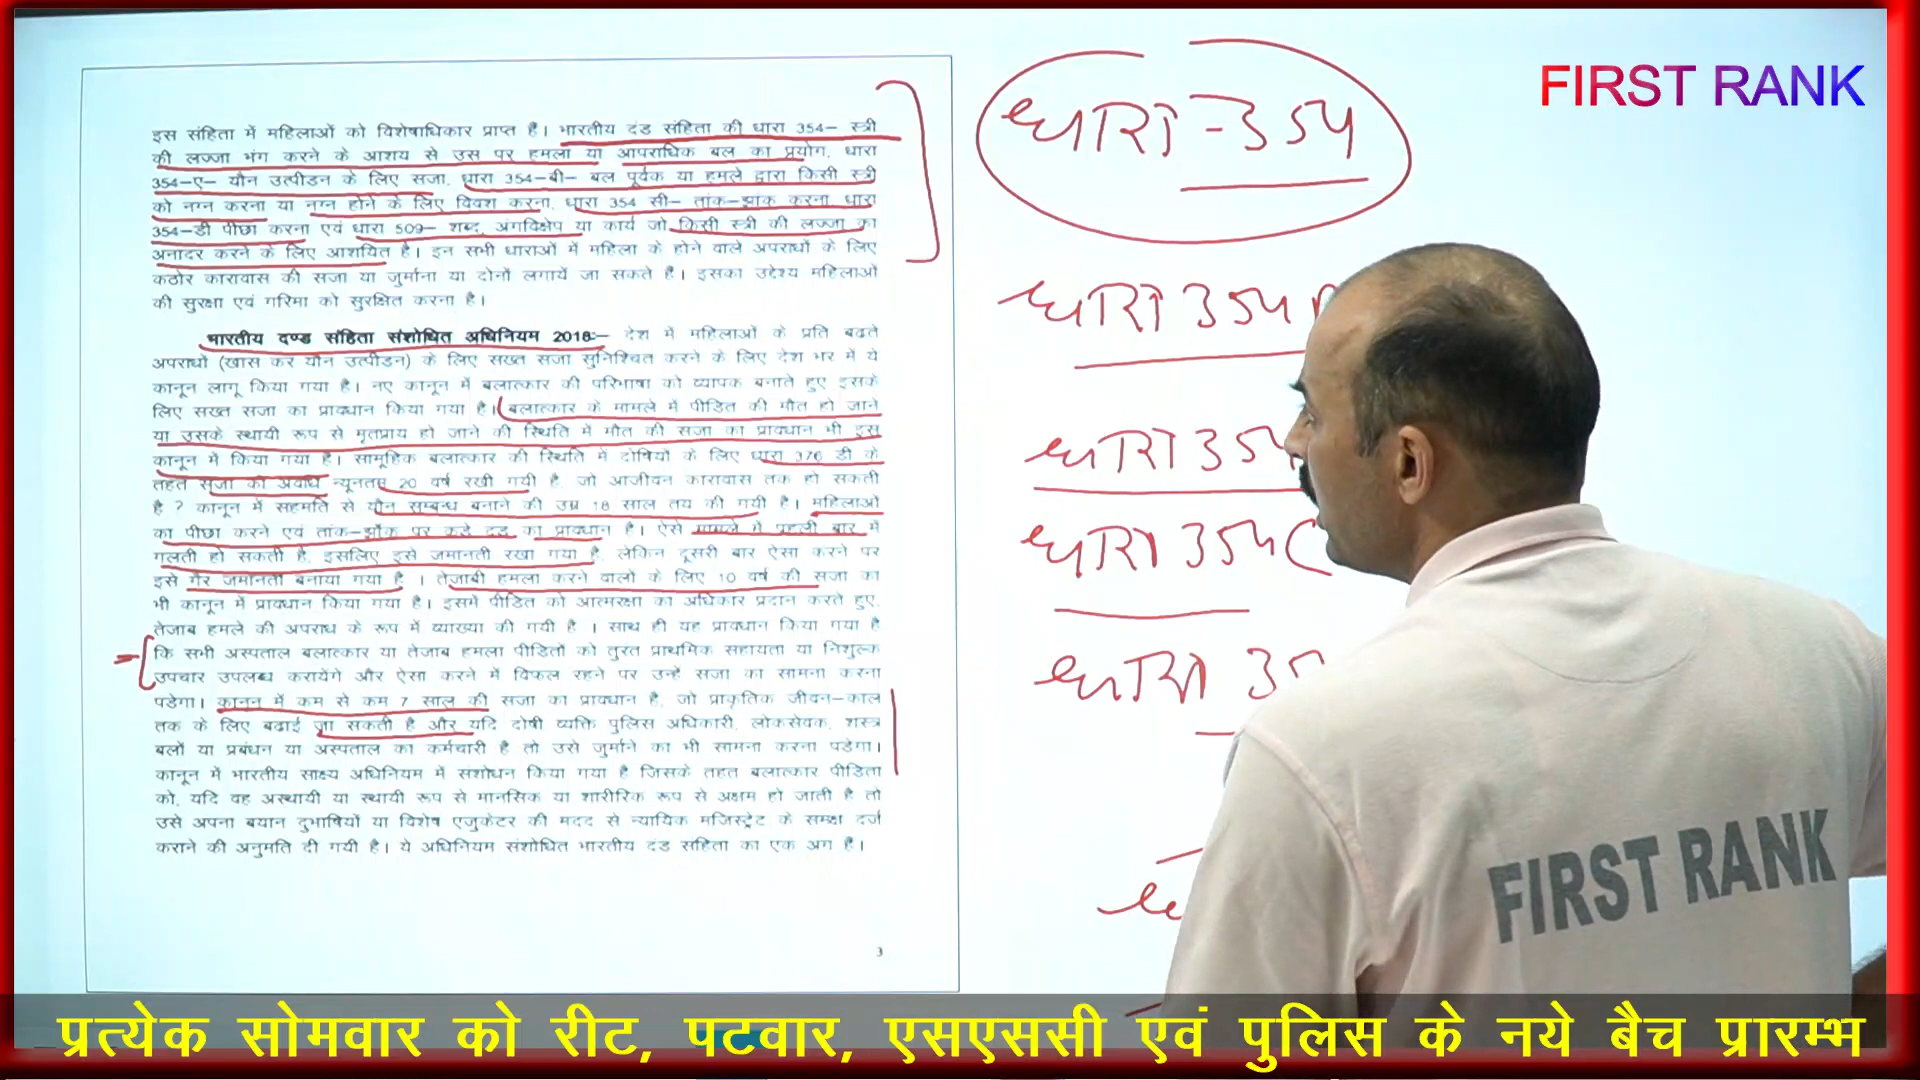 FIRST RANK
इस संहिता में महिलाओं को विशेषाधिकार प्राप्त है। भारतीय दंड संहिता की धारा 354– स्त्री
की लज्जा भंग करने के आशय से उस पर हमला या आपराधिक बल का प्रयोग, धारा
354–ए– यौन उत्पीडन के लिए सजा, धारा 354–बी– बल पूर्वक या हमले द्वारा किसी स्त्री
को नग्न करना या नग्न होने के लिए विवश करना, धारा 354 सी– तांक–झांक करना धारा
354–डी पीछा करना एवं धारा 509– शब्द, अंगविक्षेप या कार्य जो किसी स्त्री की लज्जा का
अनादर करने के लिए आशयित है। इन सभी धाराओं में महिला के होने वाले अपराधों के लिए
कठोर कारावास की सजा या जुर्माना या दोनों लगायें जा सकते है। इसका उद्देश्य महिलाओं
की सुरक्षा एवं गरिमा को सुरक्षित करना है।
भारतीय दण्ड संहिता संशोधित अधिनियम 2018:– देश में महिलाओं के प्रति बढते
अपराधों (खास कर यौन उत्पीडन) के लिए सख्त सजा सुनिश्चित करने के लिए देश भर में ये
कानून लागू किया गया है। नए कानून में बलात्कार की परिभाषा को व्यापक बनाते हुए इसके
लिए सख्त सजा का प्रावधान किया गया है। बलात्कार के मामले में पीडित की मौत हो जाने
या उसके स्थायी रूप से मृतप्राय हो जाने की स्थिति में मौत की सजा का प्रावधान भी इस
कानून में किया गया है। सामूहिक बलात्कार की स्थिति में दोषियों के लिए धारा 376 डी के
तहत सजा की अवधि न्यूनतम 20 वर्ष रखी गयी है, जो आजीवन कारावास तक हो सकती
है ? कानून में सहमति से यौन सम्बन्ध बनाने की उम्र 18 साल तय की गयी है। महिलाओं
का पीछा करने एवं तांक–झाँक पर कडे दंड का प्रावधान है। ऐसे मामले में पहली बार में
गलती हो सकती है, इसलिए इसे जमानती रखा गया है, लेकिन दूसरी बार ऐसा करने पर
इसे गैर जमानती बनाया गया है । तेजाबी हमला करने वालों के लिए 10 वर्ष की सजा का
भी कानून में प्रावधान किया गया है। इसमें पीडित को आत्मरक्षा का अधिकार प्रदान करते हुए,
तेजाब हमले की अपराध के रूप में व्याख्या की गयी है । साथ ही यह प्रावधान किया गया है
कि सभी अस्पताल बलात्कार या तेजाब हमला पीडितों को तुरंत प्राथमिक सहायता या निशुल्क
उपचार उपलब्ध करायेंगे और ऐसा करने में विफल रहने पर उन्हें सजा का सामना करना
पडेगा। कानून में कम से कम 7 साल की सजा का प्रावधान है, जो प्राकृतिक जीवन–काल
तक के लिए बढाई जा सकती है और यदि दोषी व्यक्ति पुलिस अधिकारी, लोकसेवक, शस्त्र
बलों या प्रबंधन या अस्पताल का कर्मचारी है तो उसे जुर्माने का भी सामना करना पडेगा।
कानून में भारतीय साक्ष्य अधिनियम में संशोधन किया गया है जिसके तहत बलात्कार पीडिता
को, यदि वह अस्थायी या स्थायी रूप से मानसिक या शारीरिक रूप से अक्षम हो जाती है तो
उसे अपना बयान दुभाषियों या विशेष एजुकेटर की मदद से न्यायिक मजिस्ट्रेट के समक्ष दर्ज
कराने की अनुमति दी गयी है। ये अधिनियम संशोधित भारतीय दंड संहिता का एक अंग है।
3
धारा -354
धारा 354
धारा 354
धारा 354C
धारा 35
FIRST RANK
प्रत्येक सोमवार को रीट, पटवार, एसएससी एवं पुलिस के नये बैच प्रारम्भ